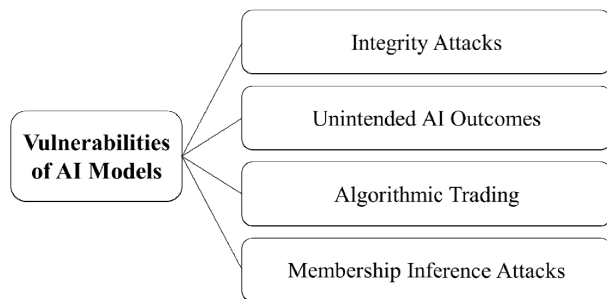 Vulnerabilities
of AI Models
Integrity Attacks
Unintended AI Outcomes
Algorithmic Trading
Membership Inference Attacks